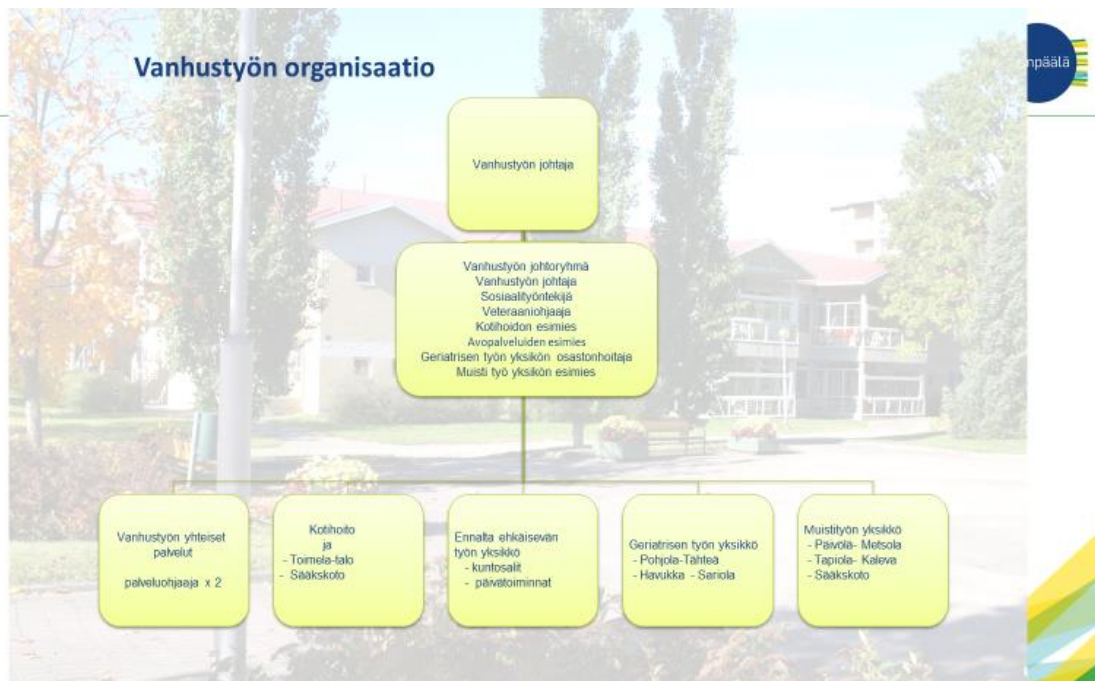 Vanhustyön organisaatio
npäälä
Vanhustyön johtaja
Vanhustyön johtoryhmä
Vanhustyön johtaja
Sosiaalityöntekijä
Veteraaniohjaaja
Kotihoidon esimies
Avopalveluiden esimies
Geriatrisen työn yksikön osastonhoitaja
Muisti työ yksikön esimies
Vanhustyön yhteiset
palvelut
palveluohjaaja x 2
Kotihoito
ja
- Toimela-talo
- Sääkskoto
Ennalta ehkäisevän
työn yksikkö
- kuntosalit
- päivätoiminnat
Geriatrisen työn yksikkö
- Pohjola-Tähteä
- Havukka - Sariola
Muistityön yksikkö
- Päivölä- Metsola
- Tapiola- Kaleva
- Sääkskoto